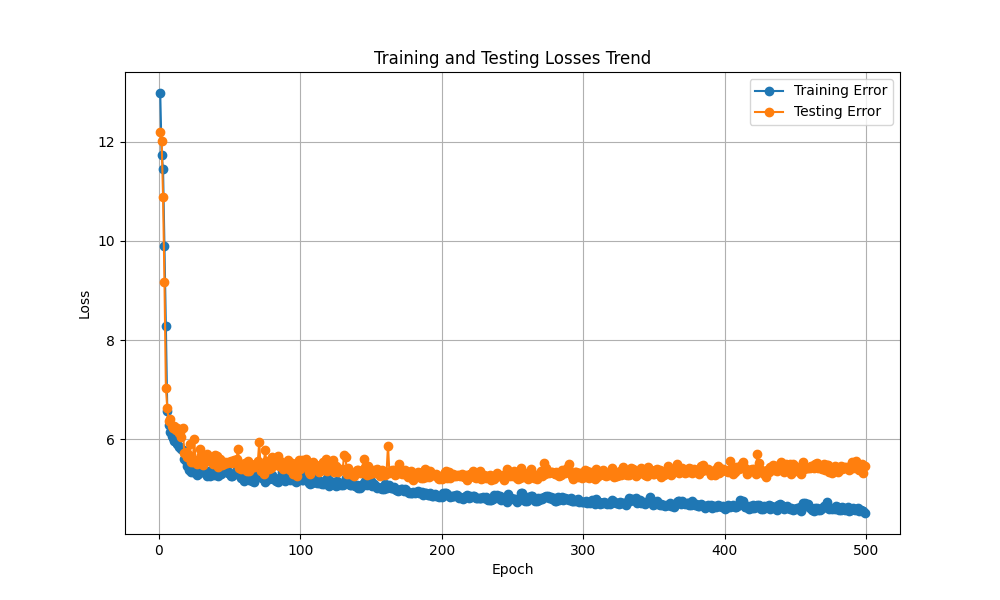 Training and Testing Losses Trend
Training Error
Testing Error
Loss
12
10
8
6
0
100
200
300
400
500
Epoch